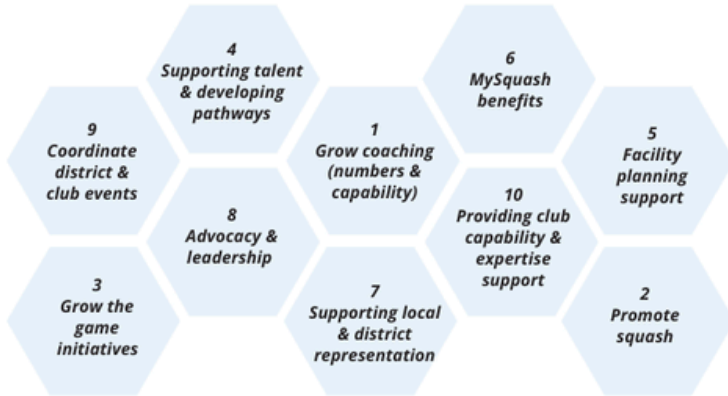 4
Supporting talent
& developing
pathways
6
MySquash
benefits
9
Coordinate
district &
club events
1
Grow coaching
(numbers &
capability)
5
Facility
planning
support
8
Advocacy &
leadership
10
Providing club
capability &
expertise
support
3
Grow the
game
initiatives
7
Supporting local
& district
representation
2
Promote
squash